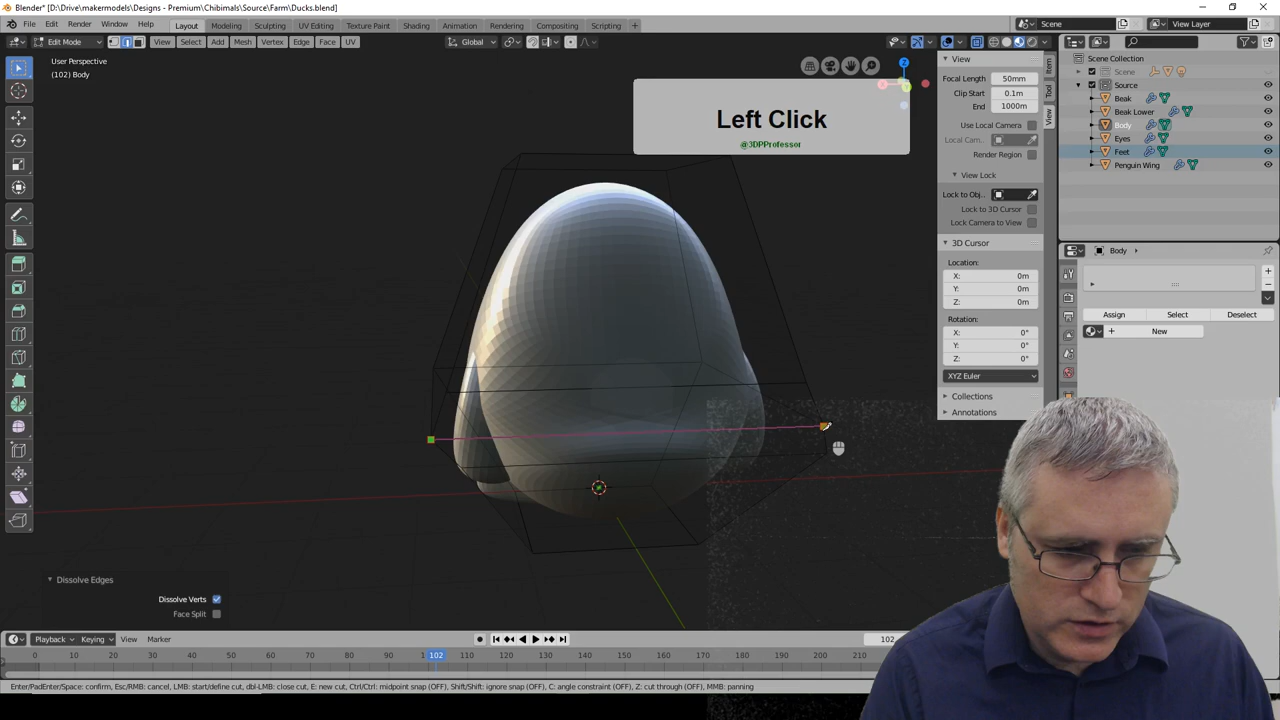 Blender* [D:\Drive\makermodels\Designs - Premium\Chibimals\Source\Farm\Ducks.blend]
File Edit Render Window Help Layout Modeling Sculpting UV Editing Texture Paint Shading Animation Rendering Compositing Scripting + Scene View Layer
Edit Mode View Select Add Mesh Vertex Edge Face UV Global
User Perspective
(102) Body
Left Click
@3DPProfessor
Z
Y
View
Focal Length 50mm
Clip Start 0.1m
End 1000m
Use Local Camera
Local Cam..
Render Region
View Lock
Lock to Obj..
Lock to 3D Cursor
Lock Camera to View
3D Cursor
Location:
X: 0m
Y: 0m
Z: 0m
Rotation:
X: 0°
Y: 0°
Z: 0°
XYZ Euler
Collections
Annotations
Item
Tool
View
Scene Collection
Scene
Source
Beak
Beak Lower
Body
Eyes
Feet
Penguin Wing
Body
Assign Select Deselect
New
Dissolve Edges
Dissolve Verts
Face Split
Playback Keying View Marker 102
0 10 20 30 40 50 60 70 80 90 1 102 110 120 130 140 150 160 170 180 190 200 210
Enter/PadEnter/Space: confirm, Esc/RMB: cancel, LMB: start/define cut, dbl-LMB: close cut, E: new cut, Ctrl/Ctrl: midpoint snap (OFF), Shift/Shift: ignore snap (OFF), C: angle constraint (OFF), Z: cut through (OFF), MMB: panning